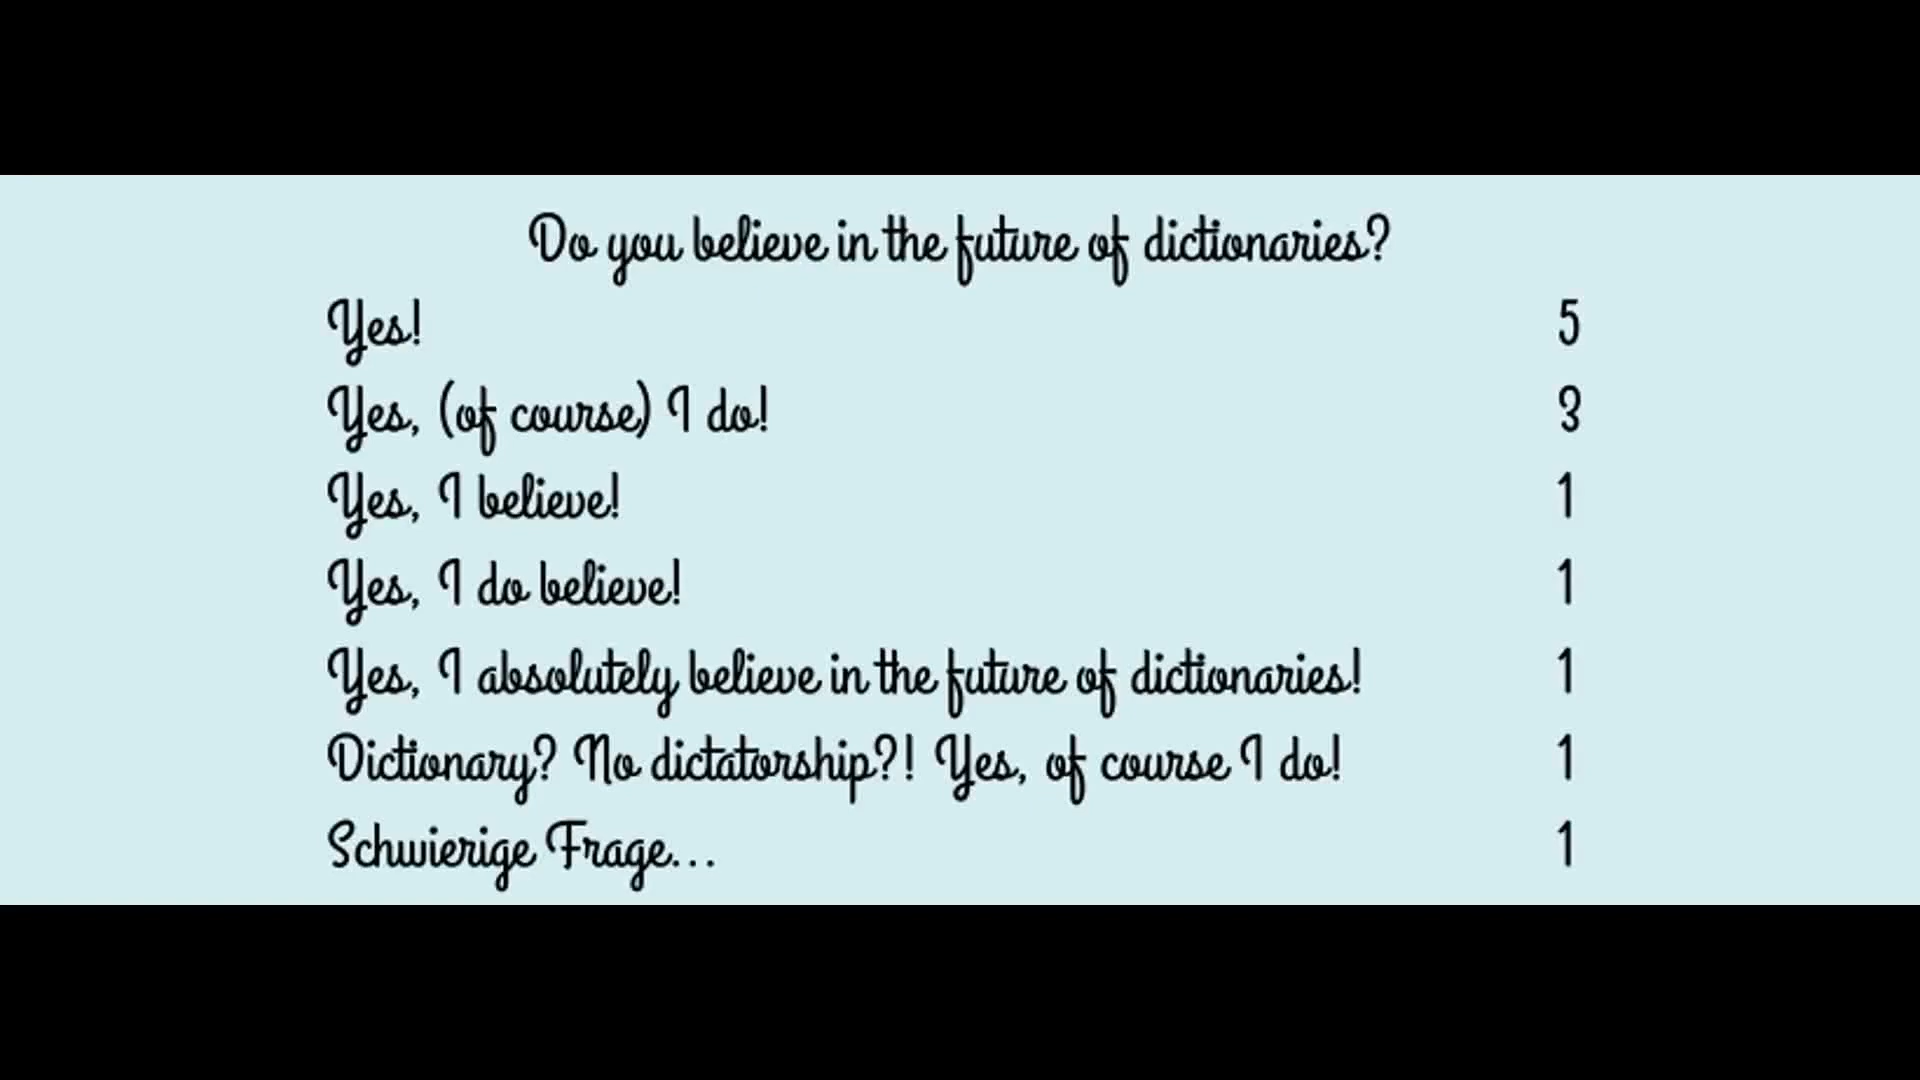 Do you believe in the future of dictionaries?
Yes! 5
Yes, (of course) I do! 3
Yes, I believe! 1
Yes, I do believe! 1
Yes, I absolutely believe in the future of dictionaries! 1
Dictionary? No dictatorship?! Yes, of course I do! 1
Schwierige Frage... 1